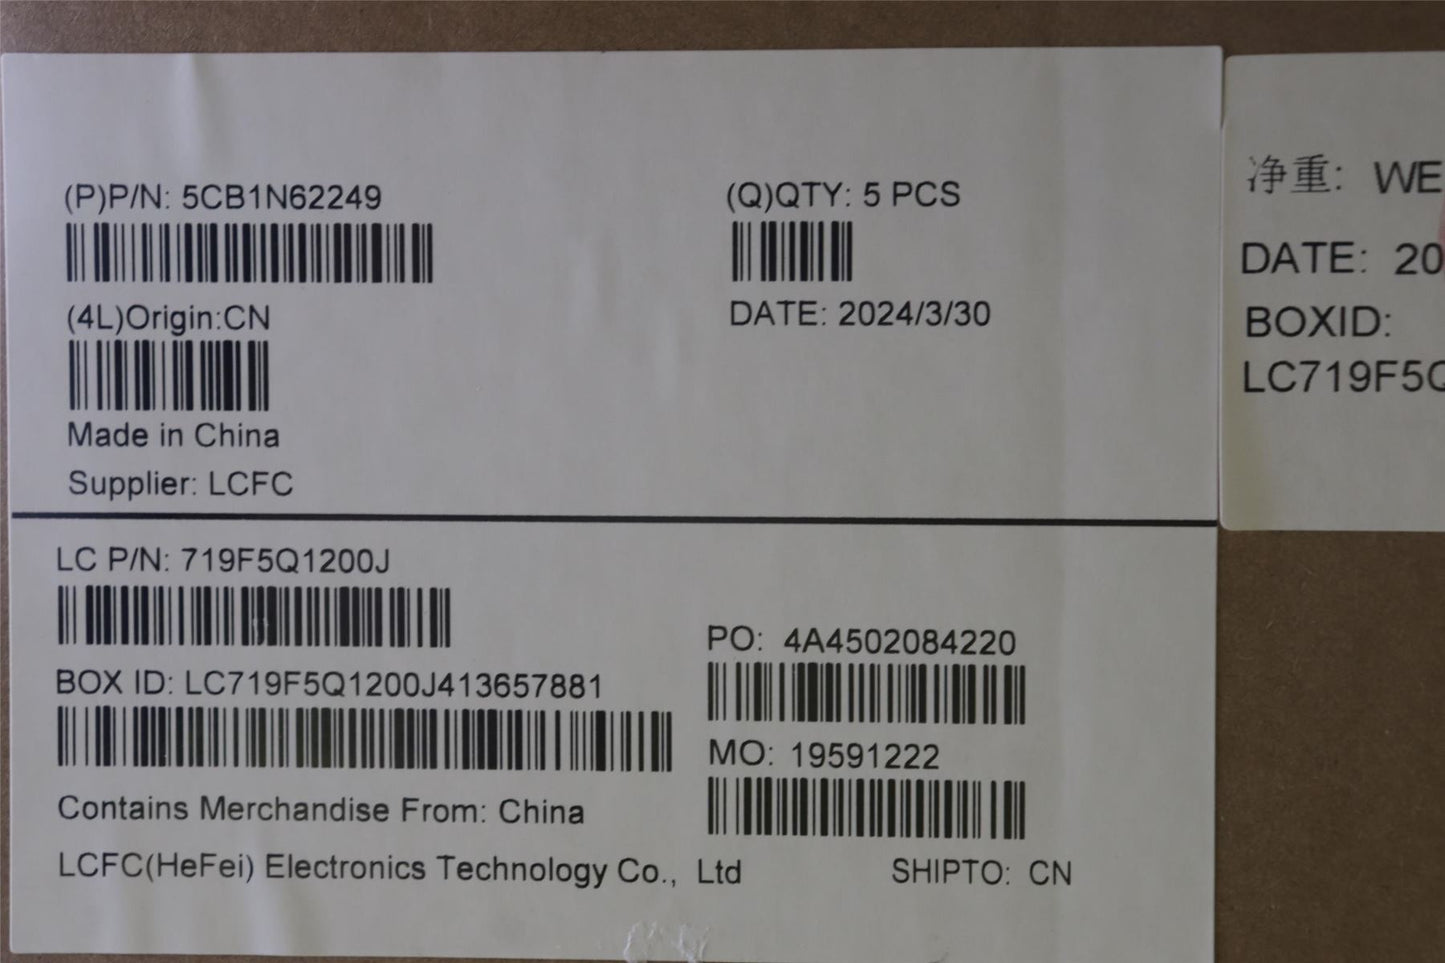 (P)P/N: 5CB1N62249
(Q)QTY: 5 PCS
(4L)Origin:CN
DATE: 2024/3/30
Made in China
Supplier: LCFC
LC P/N: 719F5Q1200J
PO: 4A4502084220
BOX ID: LC719F5Q1200J413657881
MO: 19591222
Contains Merchandise From: China
LCFC(HeFei) Electronics Technology Co., Ltd
SHIPTO: CN
净重: WE
DATE: 20
BOXID:
LC719F5Q